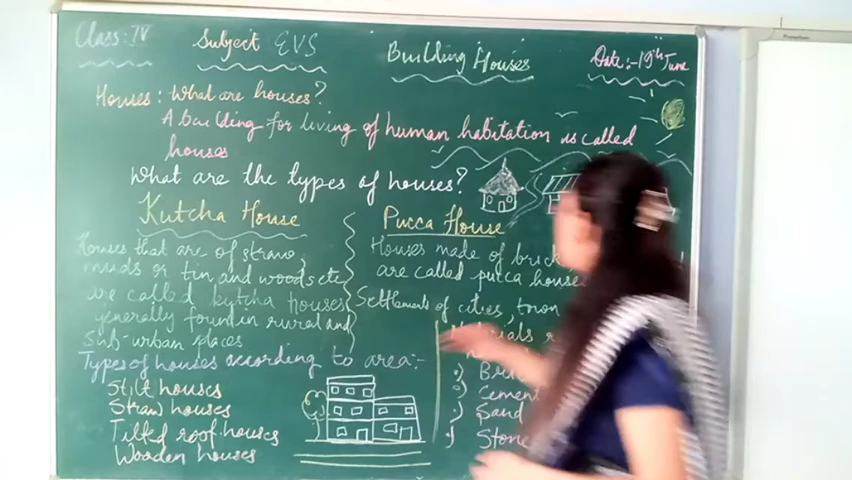 Class: IV
Subject EVS
Building Houses
Date:-19th June
Houses: What are houses?
A building for living of human habitation is called
houses
What are the types of houses?
Kutcha House
Houses that are of straw,
muds or tin, and woods etc
are called kutcha houses
generally found in rural and
Sub-urban places
Pucca House
Houses made of brick
are called pucca house
Settlements of cities, town
Types of houses according to area:-
Stilt houses
Straw houses
Tilted roof houses
Wooden houses
Cement
Sand
Stone